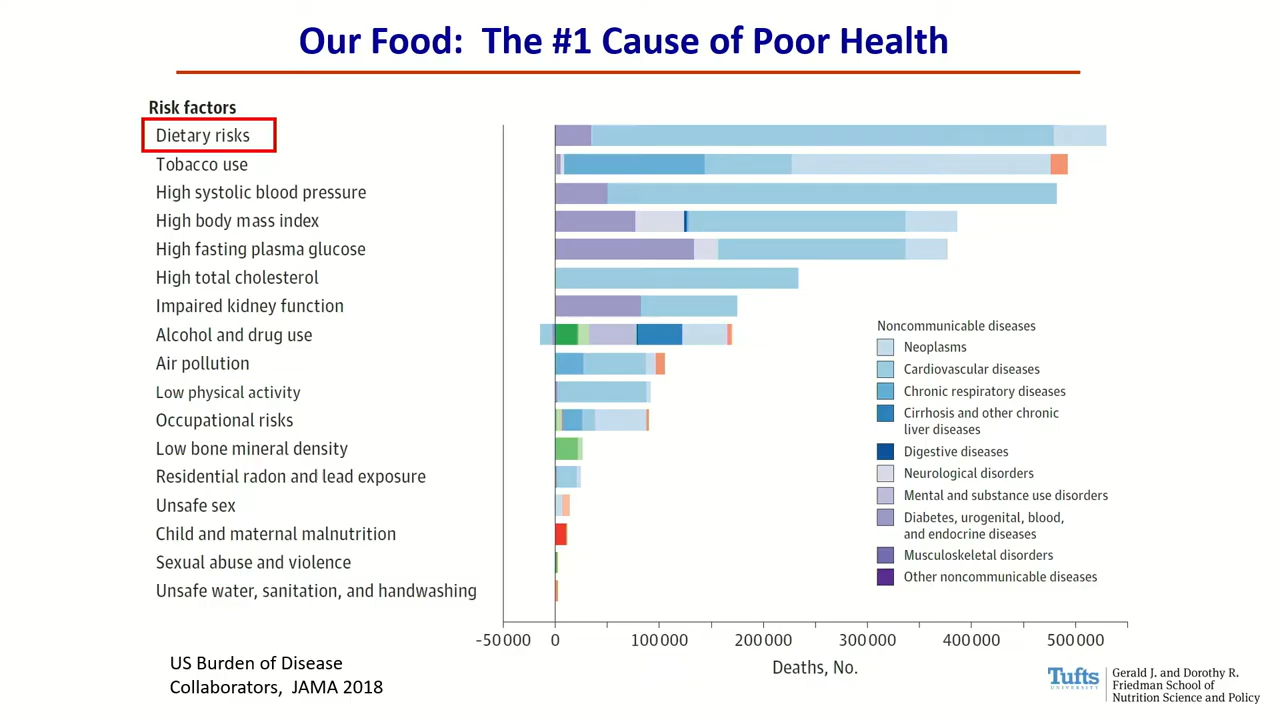 Our Food:  The #1 Cause of Poor Health
Risk factors
Dietary risks
Tobacco use
High systolic blood pressure
High body mass index
High fasting plasma glucose
High total cholesterol
Impaired kidney function
Alcohol and drug use
Air pollution
Low physical activity
Occupational risks
Low bone mineral density
Residential radon and lead exposure
Unsafe sex
Child and maternal malnutrition
Sexual abuse and violence
Unsafe water, sanitation, and handwashing
Noncommunicable diseases
Neoplasms
Cardiovascular diseases
Chronic respiratory diseases
Cirrhosis and other chronic
liver diseases
Digestive diseases
Neurological disorders
Mental and substance use disorders
Diabetes, urogenital, blood,
and endocrine diseases
Musculoskeletal disorders
Other noncommunicable diseases
-50000 0 100000 200000 300000 400000 500000
Deaths, No.
US Burden of Disease
Collaborators,  JAMA 2018
Tufts
UNIVERSITY
Gerald J. and Dorothy R.
Friedman School of
Nutrition Science and Policy